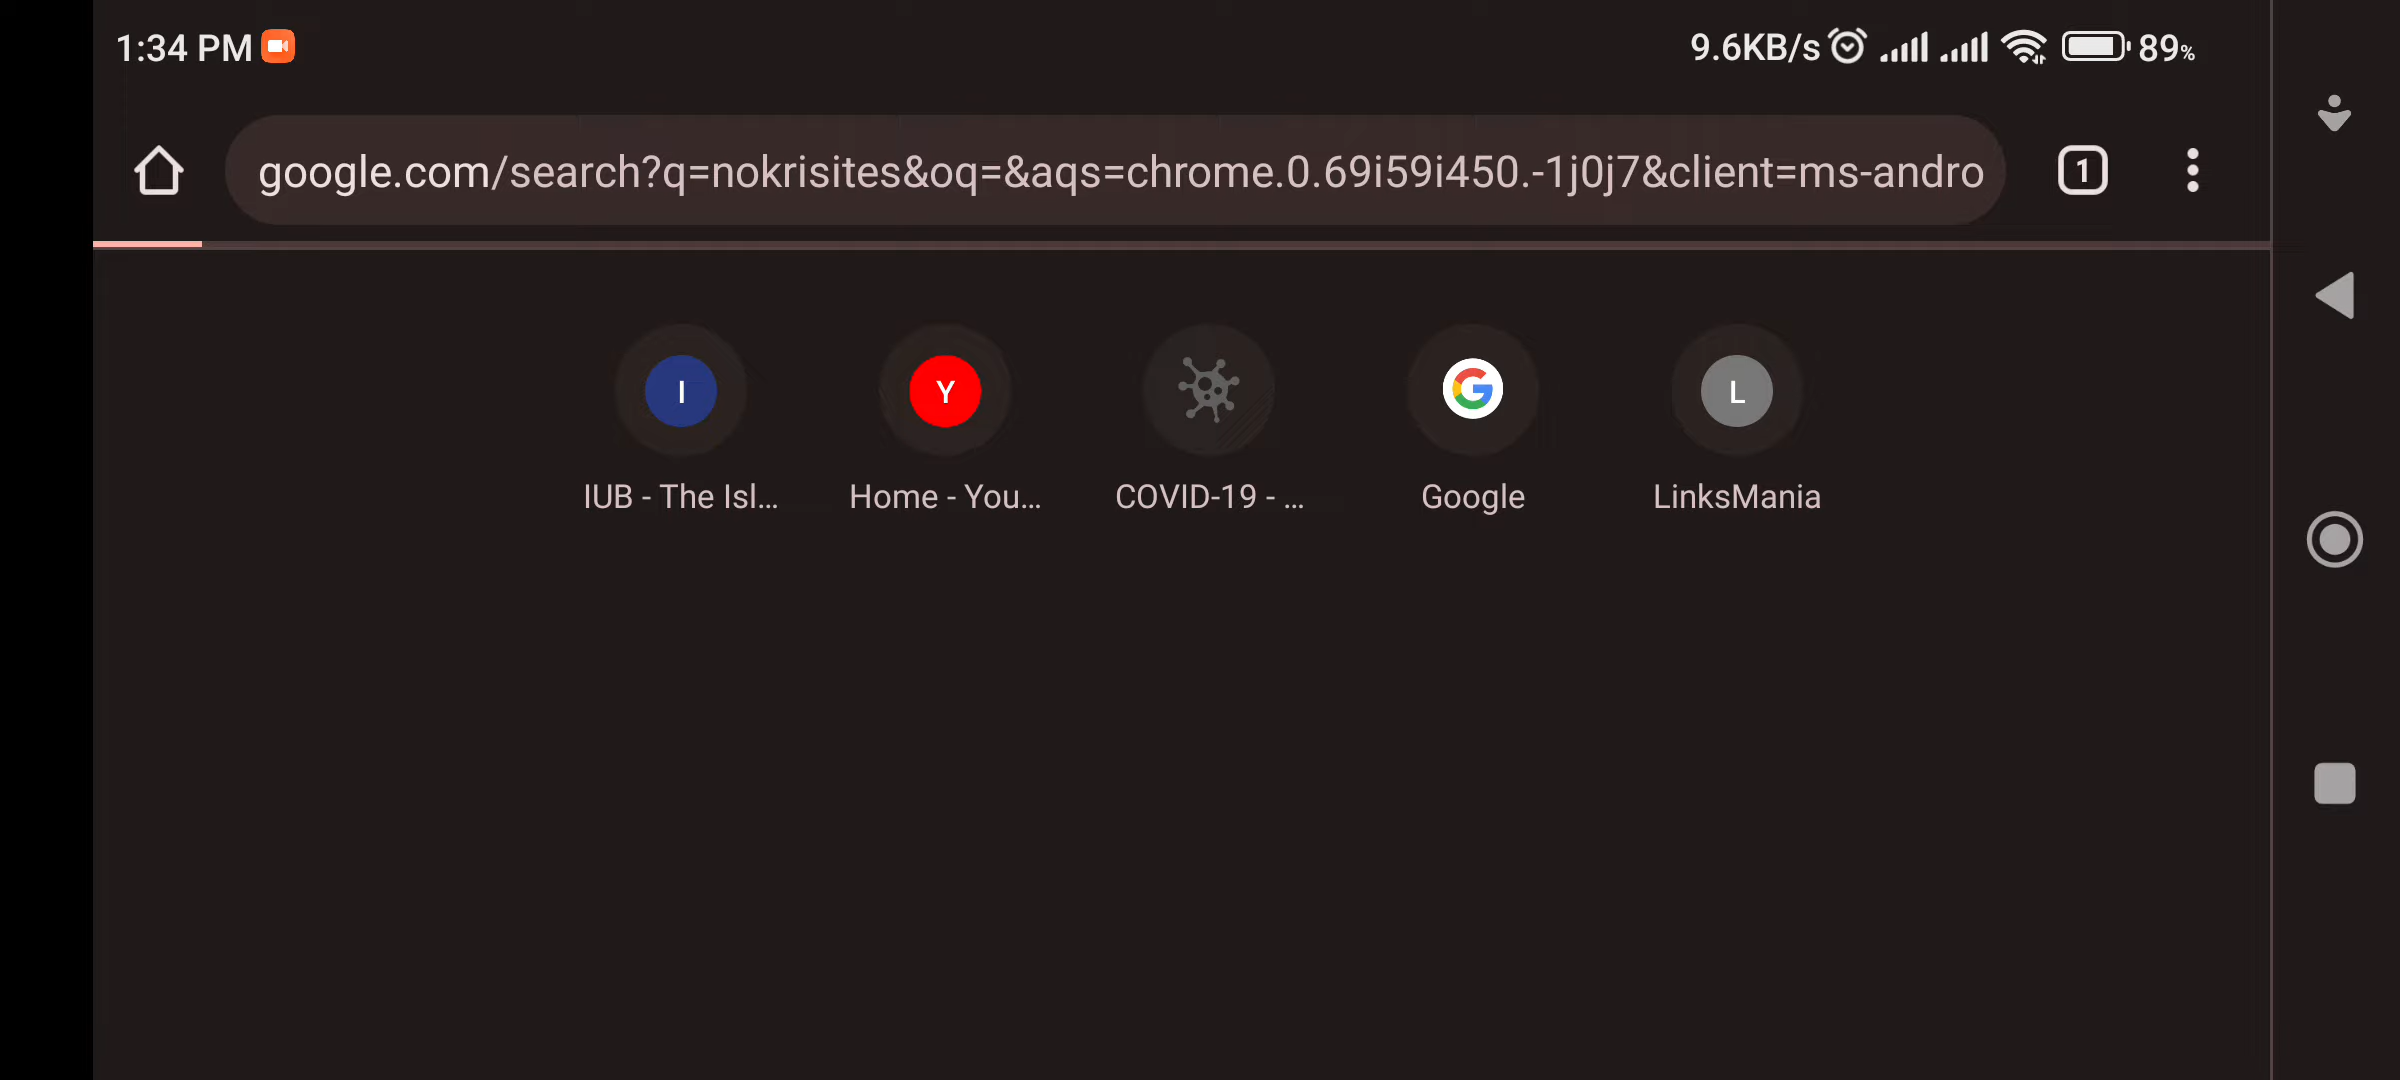 1:34 PM 9.6KB/s 89%
google.com/search?q=nokrisites&oq=&aqs=chrome.0.69i59i450.-1j0j7&client=ms-andro 1
I Y G L
IUB - The Isl... Home - You... COVID-19 - ... Google LinksMania